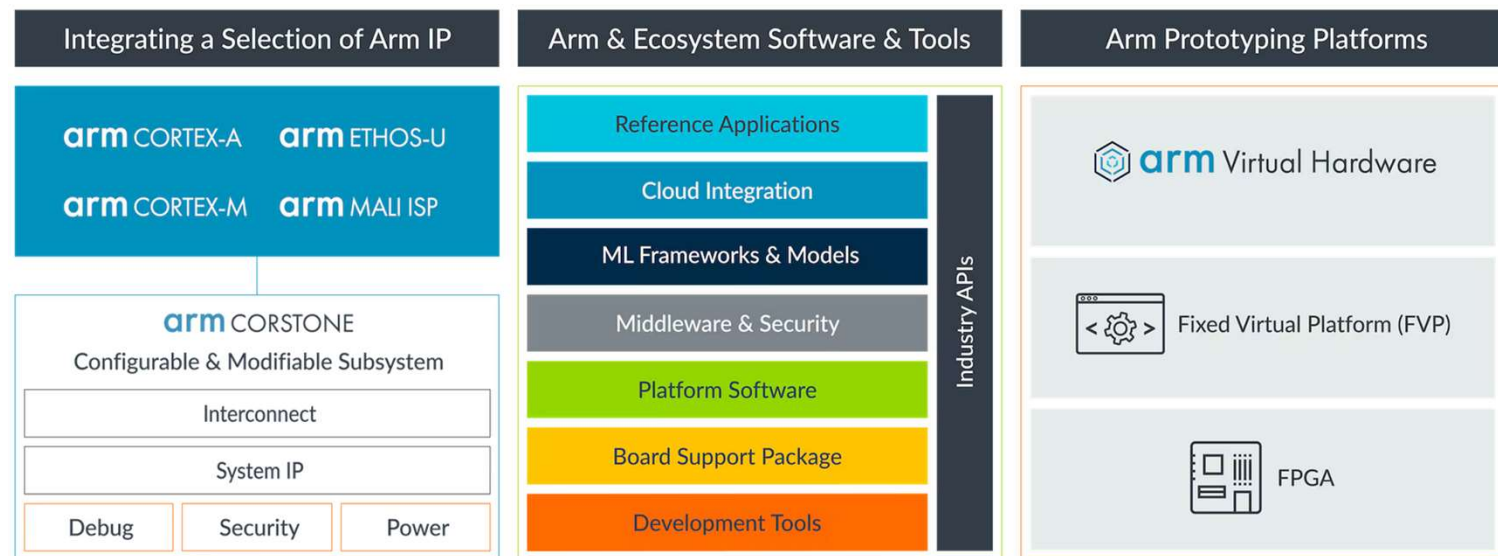 Integrating a Selection of Arm IP
arm CORTEX-A
arm ETHOS-U
arm CORTEX-M
arm MALI ISP
arm CORSTONE
Configurable & Modifiable Subsystem
Interconnect
System IP
Debug
Security
Power
Arm & Ecosystem Software & Tools
Reference Applications
Cloud Integration
ML Frameworks & Models
Middleware & Security
Platform Software
Board Support Package
Development Tools
Industry APIs
Arm Prototyping Platforms
arm Virtual Hardware
Fixed Virtual Platform (FVP)
FPGA